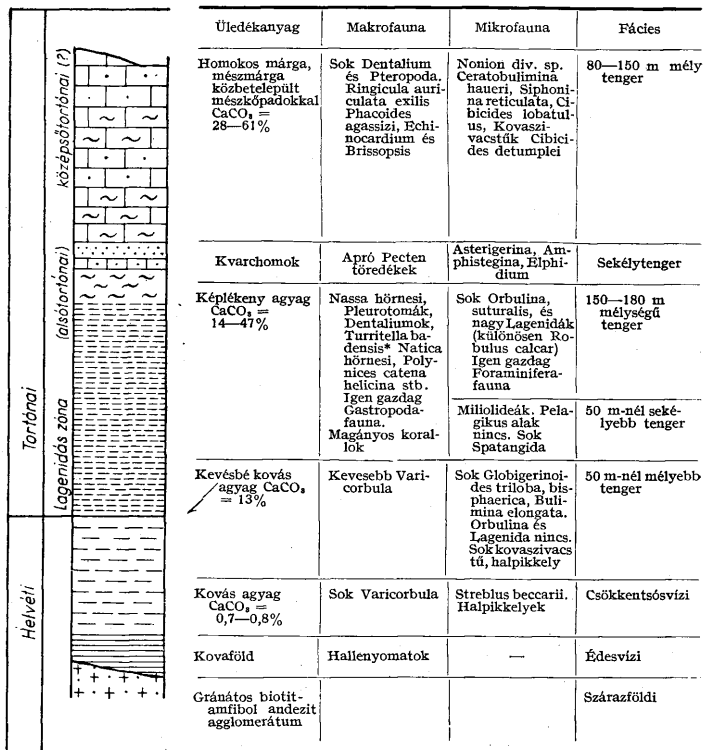 Üledékanyag
Makrofauna
Mikrofauna
Fácies
Homokos márga,
mészmárga
közbetelepült
mészkőpadokkal
CaCO₃ =
28—61%
Sok Dentalium
és Pteropoda.
Ringicula auri-
culata exilis
Phacoides
agassizi, Echi-
nocardium és
Brissopsis
Nonion div. sp.
Ceratobulimina
haueri, Siphoni-
na reticulata, Ci-
bicides lobatul-
us, Kovaszi-
vacstűk Cibici-
des detumplei
80—150 m mély
tenger
Kvarchomok
Apró Pecten
töredékek
Asterigerina, Am-
phistegina, Elphi-
dium
Sekélytenger
Képlékeny agyag
CaCO₃ =
14—47%
Nassa hörnesi,
Pleurotomák,
Dentaliumok,
Turritella ba-
densis* Natica
hörnesi, Poly-
nices catena
helicina stb.
Igen gazdag
Gastropoda-
fauna.
Magányos koral-
lok
Sok Orbulina,
suturalis, és
nagy Lagenidák
(különösen Ro-
bulus calcar)
Igen gazdag
Foraminifera-
fauna
150—180 m
mélységű
tenger
Miliolideák. Pela-
gikus alak
nincs. Sok
Spatangida
50 m-nél seké-
lyebb tenger
Kevésbé kovás
agyag CaCO₃
= 13%
Kevesebb Vari-
corbula
Sok Globigerinoi-
des triloba, bis-
phaerica, Buli-
mina elongata.
Orbulina és
Lagenida nincs.
Sok kovaszivacs
tű, halpikkely
50 m-nél mélyebb
tenger
Kovás agyag
CaCO₃ =
0,7—0,8%
Sok Varicorbula
Streblus beccarii.
Halpikkelyek
Csökkentsósvízi
Kovaföld
Hallenyomatok
—
Édesvízi
Gránátos biotit-
amfibol andezit
agglomerátum
Szárazföldi
Tortónai
Helvéti
középsőtortónai (?)
(alsótortónai)
Lagenidás zóna